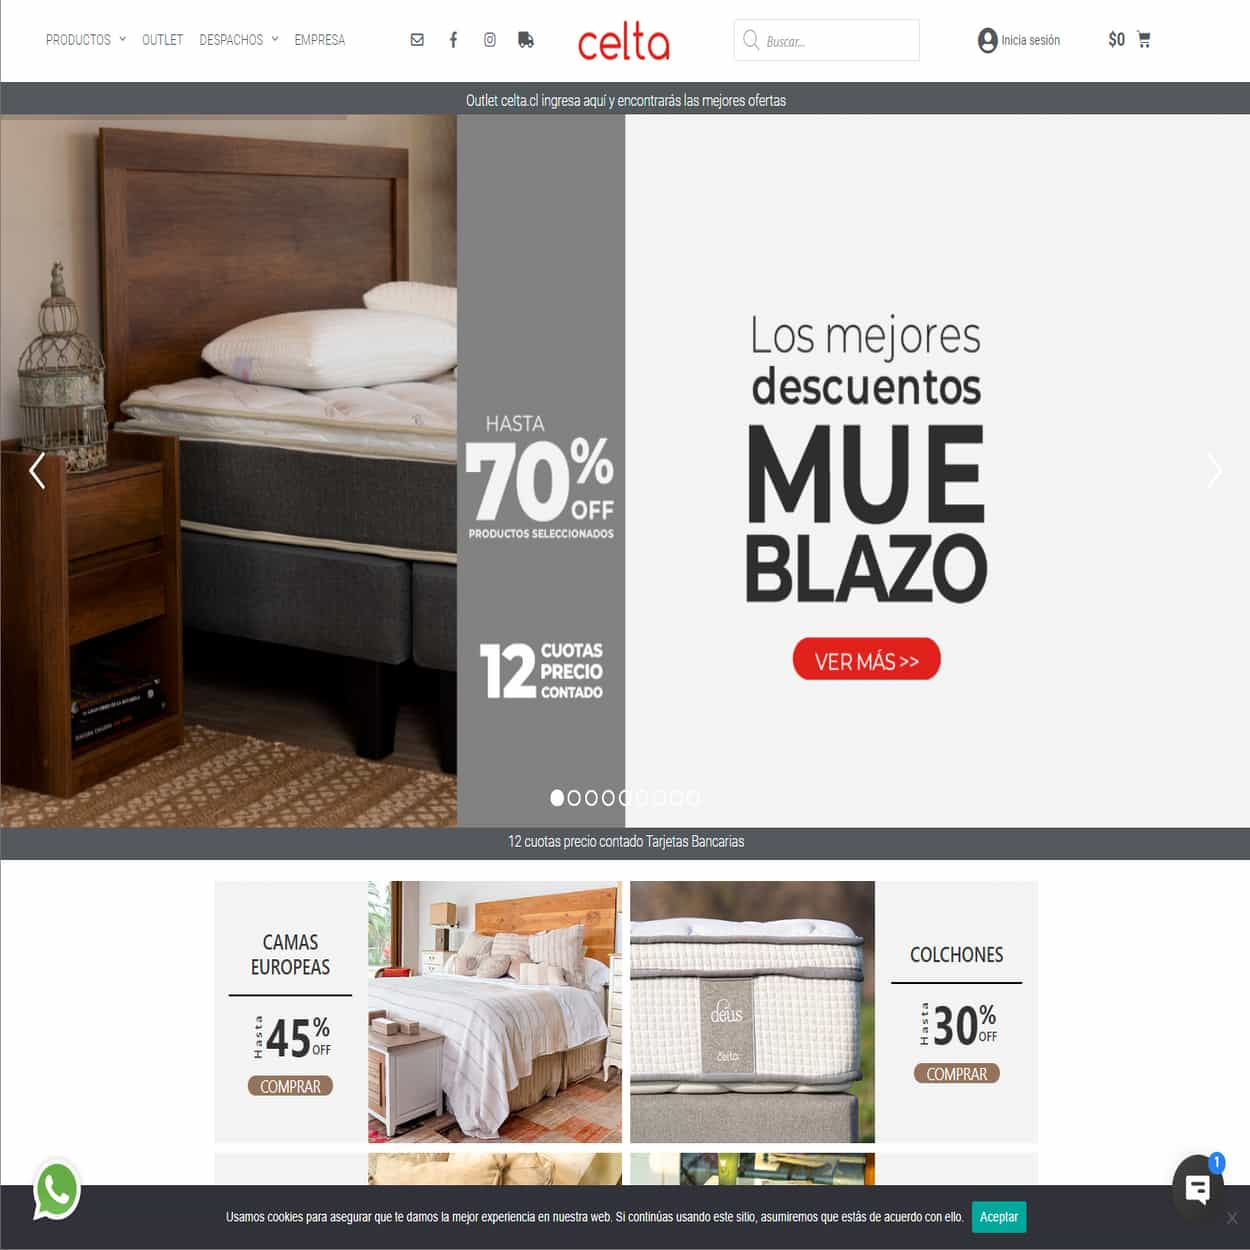 PRODUCTOS OUTLET DESPACHOS EMPRESA
celta
Buscar...
Inicia sesión
$0
Outlet celta.cl ingresa aquí y encontrarás las mejores ofertas
HASTA
70%
OFF
PRODUCTOS SELECCIONADOS
12 CUOTAS
PRECIO
CONTADO
Los mejores
descuentos
MUE
BLAZO
VER MÁS >>
12 cuotas precio contado Tarjetas Bancarias
CAMAS
EUROPEAS
Hasta
45%
OFF
COMPRAR
deus
celta
COLCHONES
Hasta
30%
OFF
COMPRAR
1
Usamos cookies para asegurar que te damos la mejor experiencia en nuestra web. Si continúas usando este sitio, asumiremos que estás de acuerdo con ello.
Aceptar
X